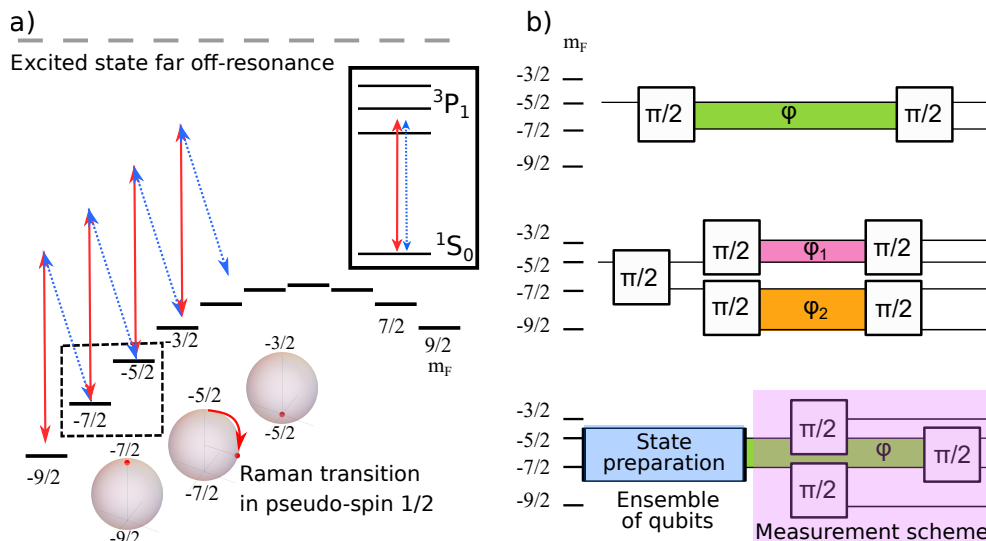 a)
Excited state far off-resonance
³P₁
¹S₀
-3/2
-5/2
-7/2
-9/2
7/2
9/2
m_F
-3/2
-5/2
-5/2
-7/2
-7/2
-9/2
Raman transition
in pseudo-spin 1/2
b)
m_F
-3/2
-5/2
-7/2
-9/2
π/2
φ
π/2
-3/2
-5/2
-7/2
-9/2
π/2
π/2
φ₁
π/2
π/2
φ₂
π/2
-3/2
-5/2
-7/2
-9/2
State
preparation
Ensemble
of qubits
π/2
φ
π/2
π/2
Measurement scheme